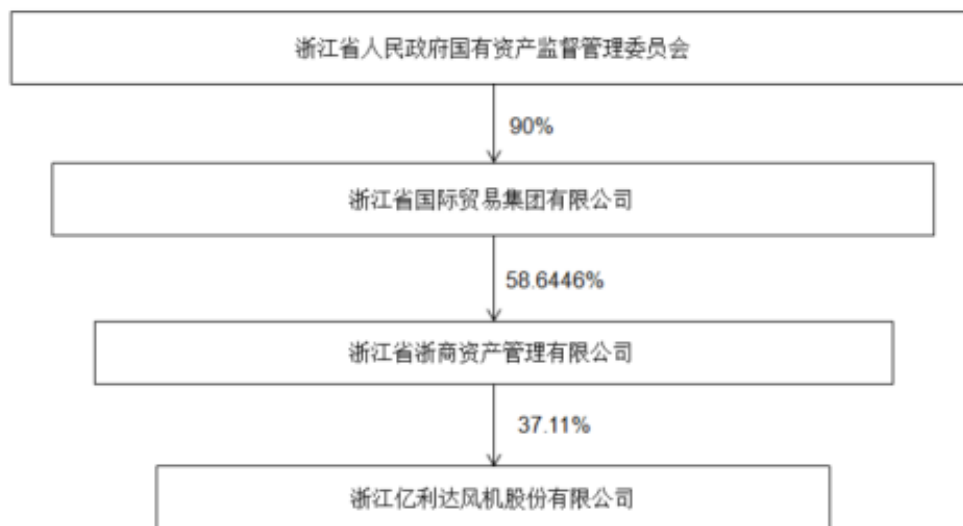 浙江省人民政府国有资产监督管理委员会
90%
浙江省国际贸易集团有限公司
58.6446%
浙江省浙商资产管理有限公司
37.11%
浙江亿利达风机股份有限公司